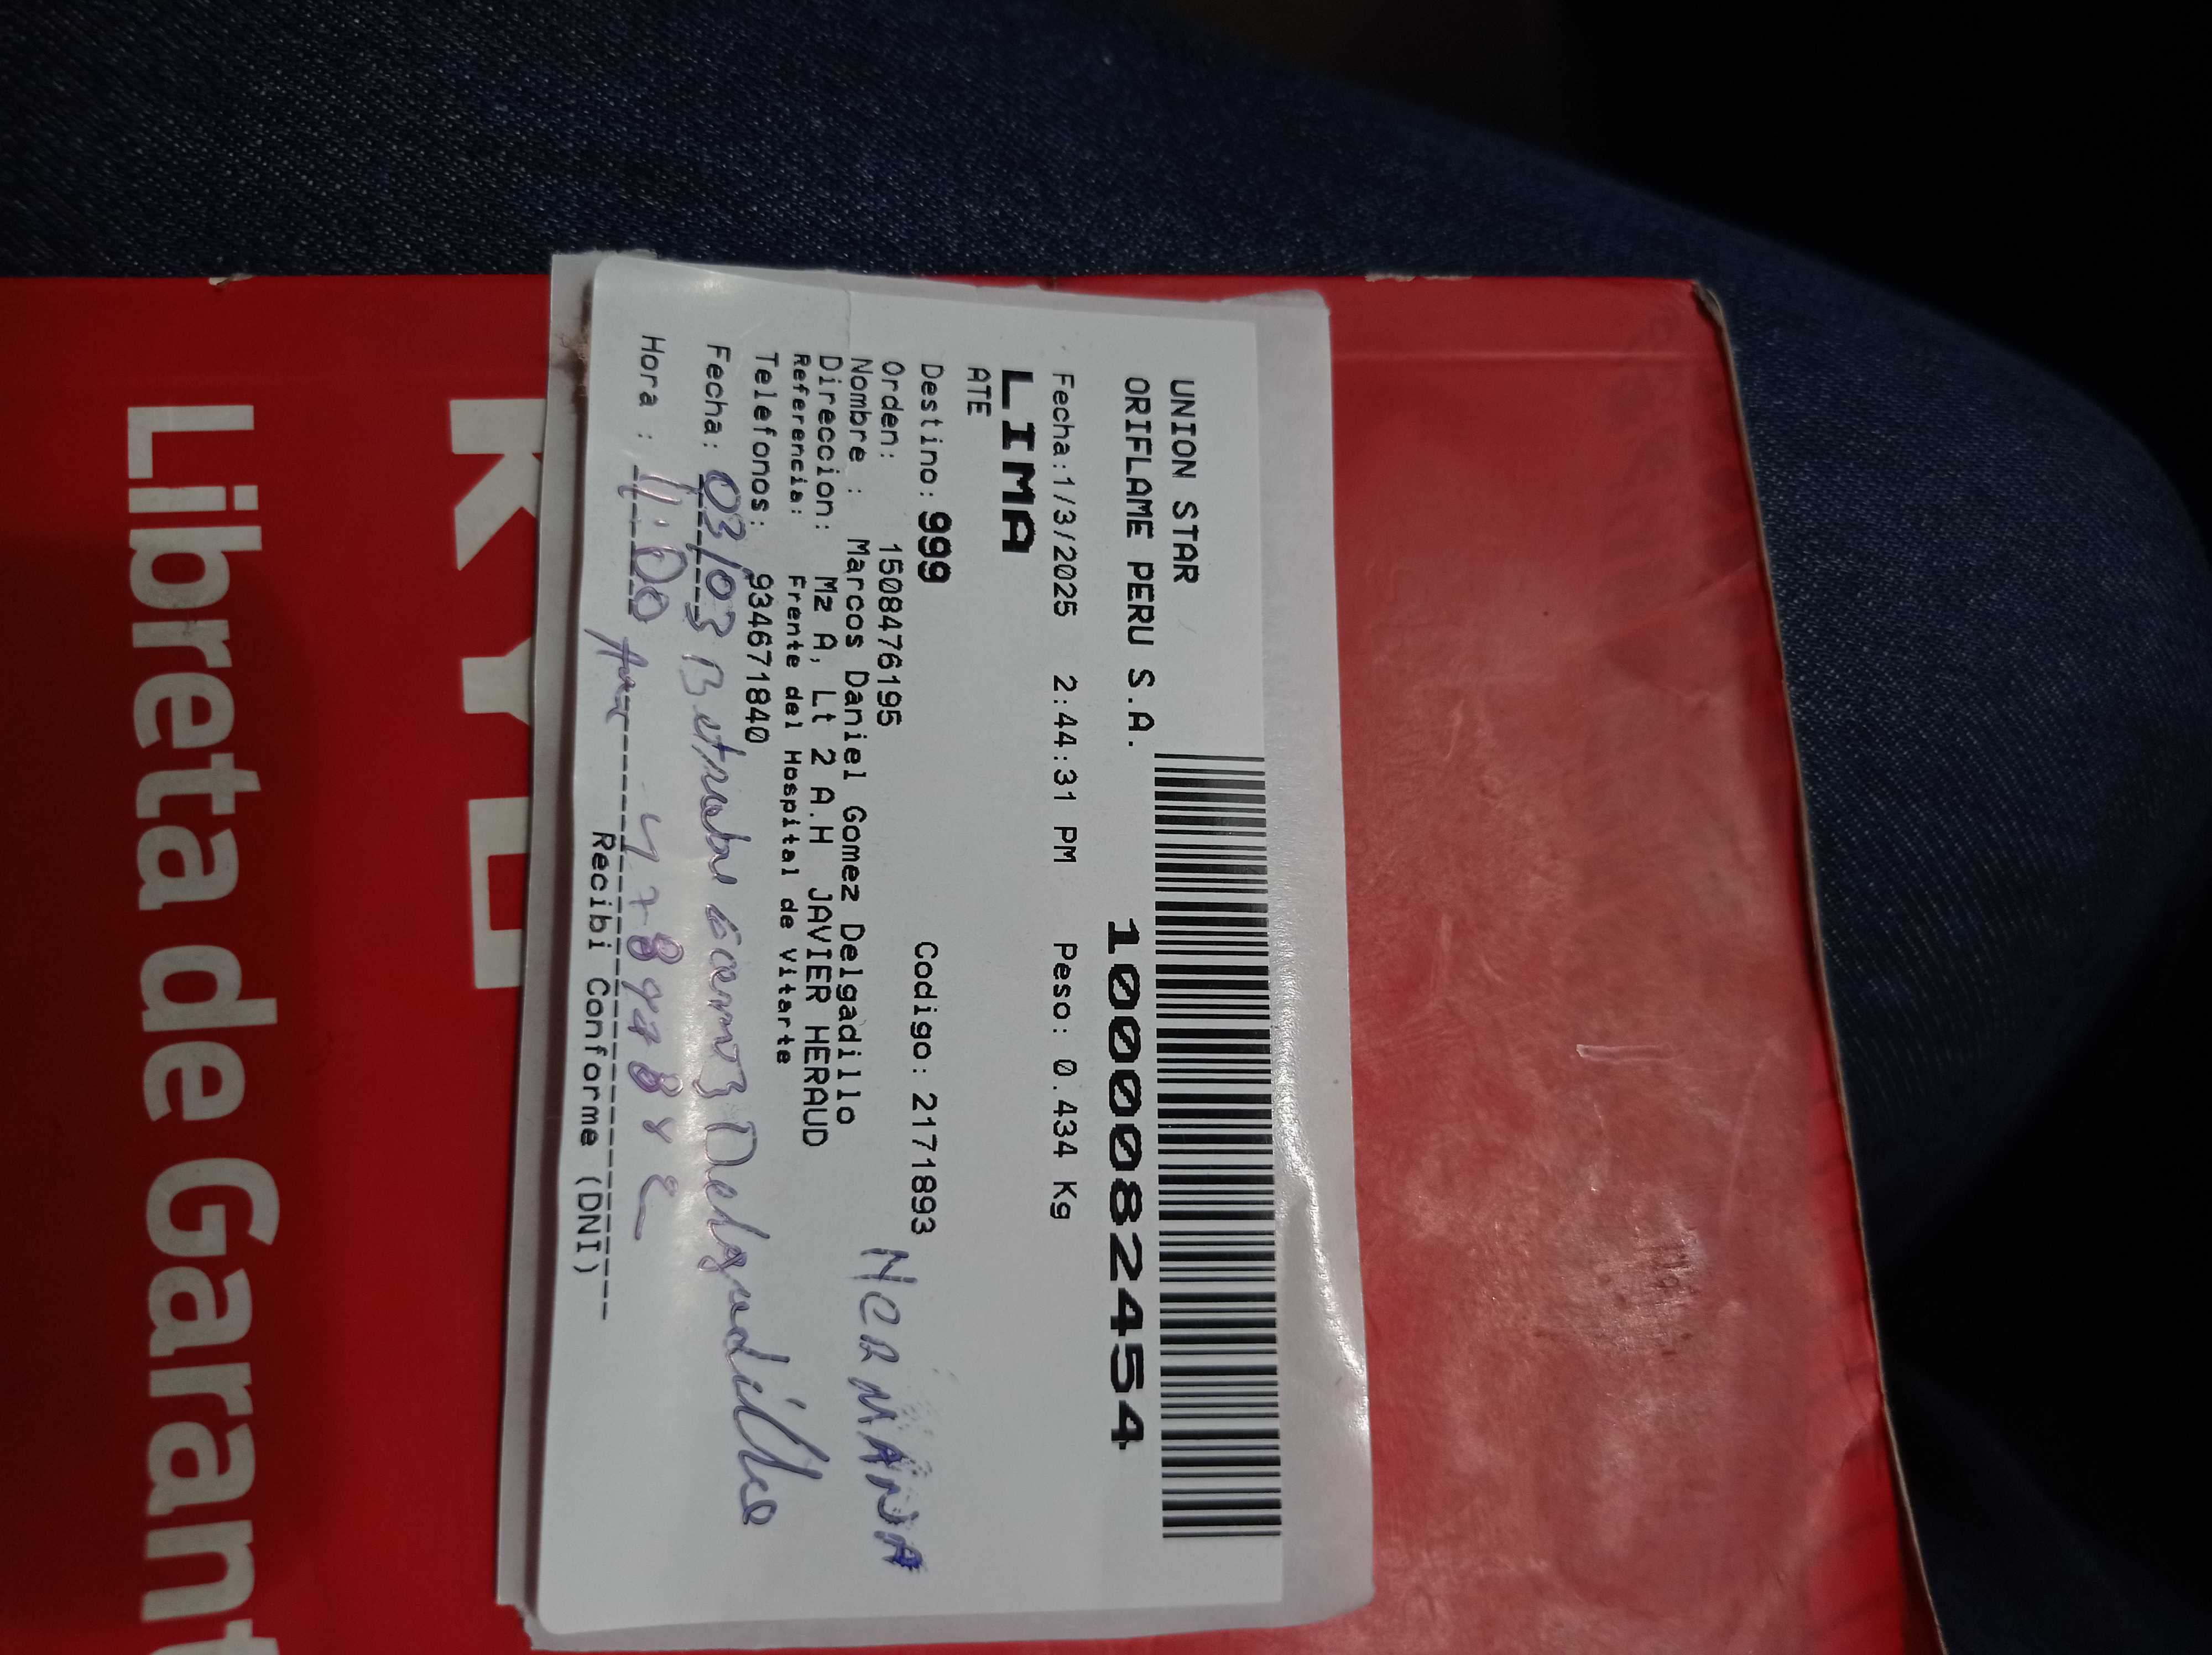 UNION STAR
ORIFLAME PERU S.A. 1000082454
Fecha:1/3/2025 2:44:31 PM Peso: 0.434 Kg
LIMA
ATE
Destino: 999 Codigo: 2171893
Orden: 1508476195
Nombre : Marcos Daniel Gomez Delgadillo
HERMANA
Direccion: Mz A, Lt 2 A.H JAVIER HERAUD
Referencia: Frente del Hospital de Vitarte
Telefonos: 934671840
Fecha: 03/03 Delgadillo
Hora : 11:00
Recibi Conforme (DNI)
KYL
Libreta de Garant